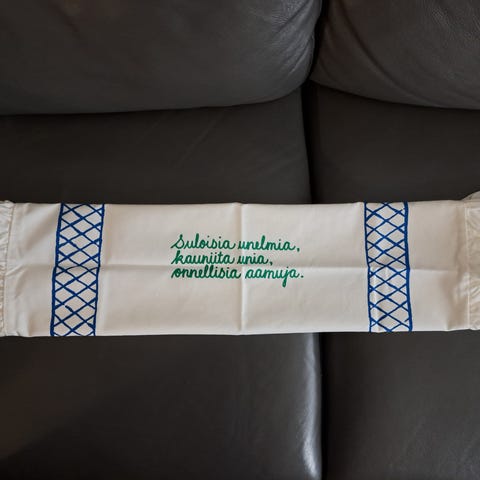 Suloisia unelmia,
kauniita unia,
onnellisia aamuja.